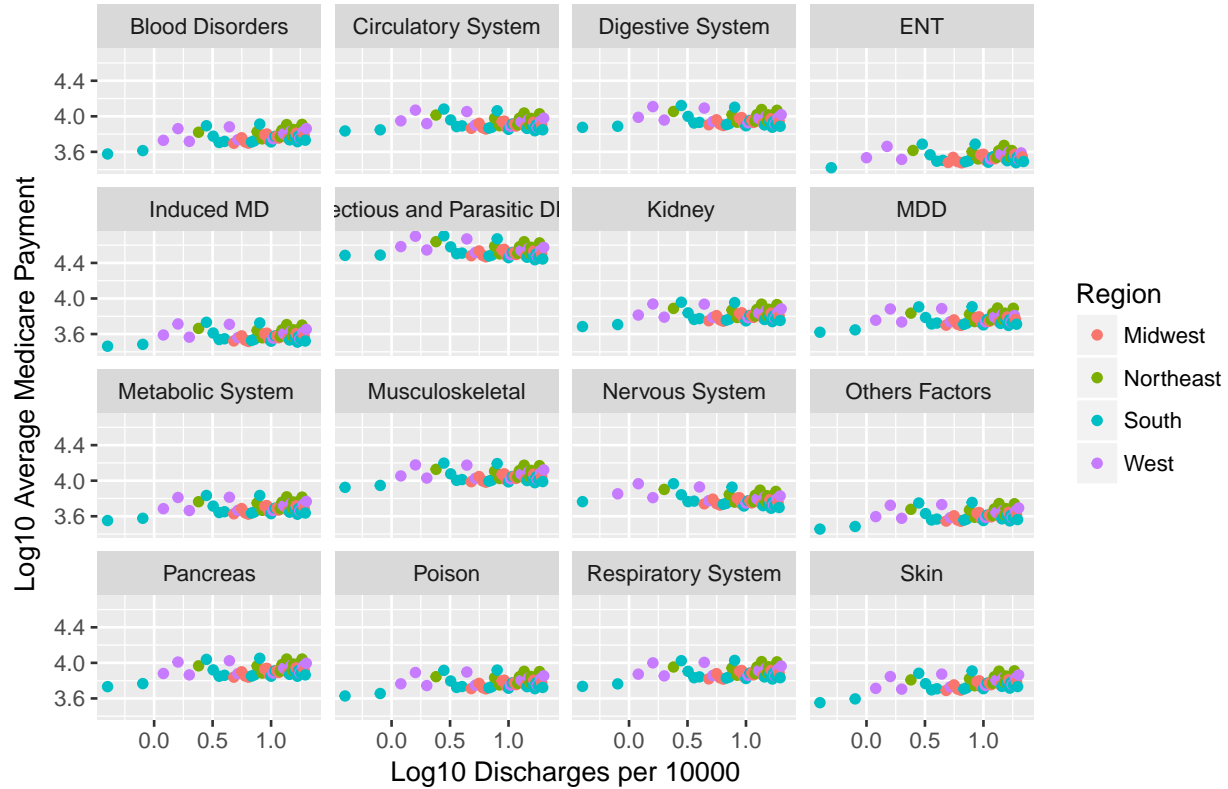 Blood Disorders
Circulatory System
Digestive System
ENT
4.4
4.0
3.6
Induced MD
ectious and Parasitic DI
Kidney
MDD
4.4
4.0
3.6
Metabolic System
Musculoskeletal
Nervous System
Others Factors
4.4
4.0
3.6
Pancreas
Poison
Respiratory System
Skin
4.4
4.0
3.6
0.0 0.5 1.0
0.0 0.5 1.0
0.0 0.5 1.0
0.0 0.5 1.0
Log10 Discharges per 10000
Log10 Average Medicare Payment
Region
Midwest
Northeast
South
West